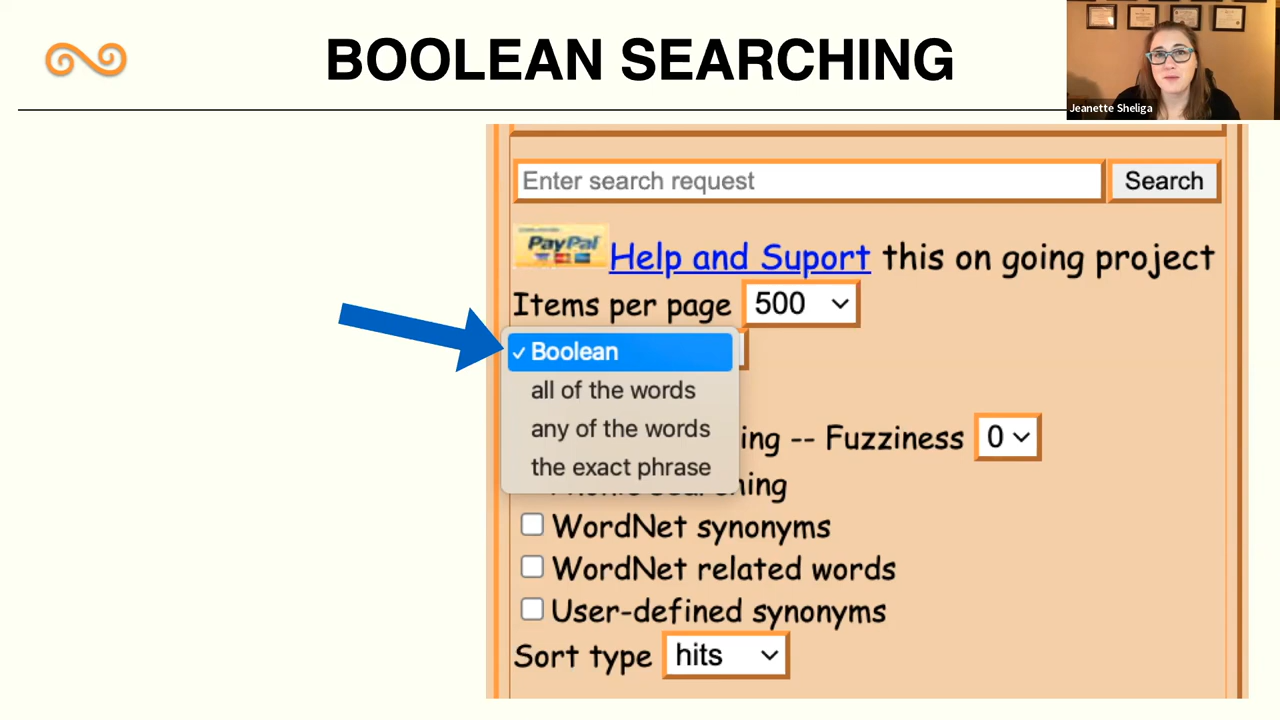 BOOLEAN SEARCHING
Jeanette Sheliga
Enter search request
Search
PayPal
Help and Suport this on going project
Items per page 500
✓ Boolean
all of the words
any of the words
ing -- Fuzziness 0
the exact phrase
searching
WordNet synonyms
WordNet related words
User-defined synonyms
Sort type hits